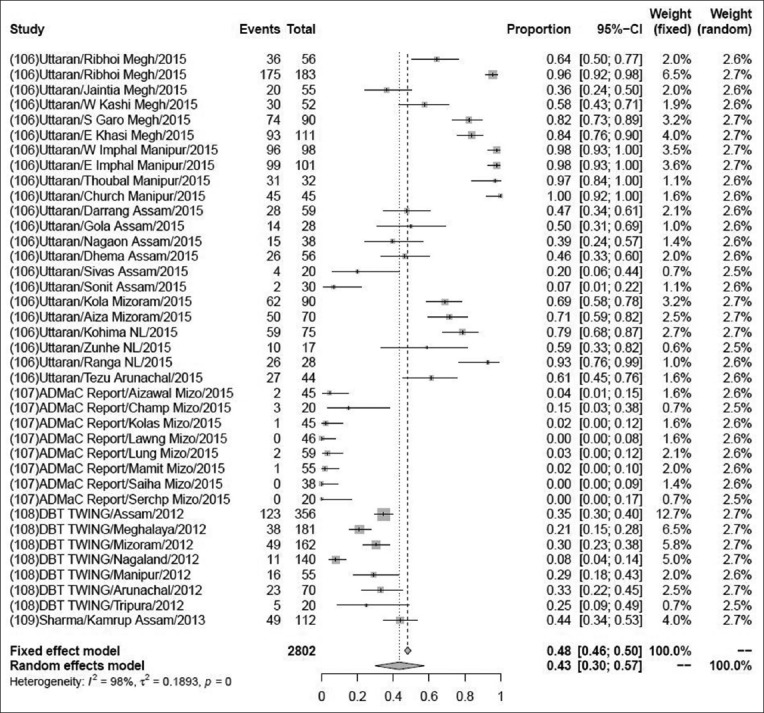 Study Events Total Proportion 95%−CI Weight (fixed) Weight (random)
(106)Uttaran/Ribhoi Megh/2015 36 56 0.64 [0.50; 0.77] 2.0% 2.6%
(106)Uttaran/Ribhoi Megh/2015 175 183 0.96 [0.92; 0.98] 6.5% 2.7%
(106)Uttaran/Jaintia Megh/2015 20 55 0.36 [0.24; 0.50] 2.0% 2.6%
(106)Uttaran/W Kashi Megh/2015 30 52 0.58 [0.43; 0.71] 1.9% 2.6%
(106)Uttaran/S Garo Megh/2015 74 90 0.82 [0.73; 0.89] 3.2% 2.7%
(106)Uttaran/E Khasi Megh/2015 93 111 0.84 [0.76; 0.90] 4.0% 2.7%
(106)Uttaran/W Imphal Manipur/2015 96 98 0.98 [0.93; 1.00] 3.5% 2.7%
(106)Uttaran/E Imphal Manipur/2015 99 101 0.98 [0.93; 1.00] 3.6% 2.7%
(106)Uttaran/Thoubal Manipur/2015 31 32 0.97 [0.84; 1.00] 1.1% 2.6%
(106)Uttaran/Church Manipur/2015 45 45 1.00 [0.92; 1.00] 1.6% 2.6%
(106)Uttaran/Darrang Assam/2015 28 59 0.47 [0.34; 0.61] 2.1% 2.6%
(106)Uttaran/Gola Assam/2015 14 28 0.50 [0.31; 0.69] 1.0% 2.6%
(106)Uttaran/Nagaon Assam/2015 15 38 0.39 [0.24; 0.57] 1.4% 2.6%
(106)Uttaran/Dhema Assam/2015 26 56 0.46 [0.33; 0.60] 2.0% 2.6%
(106)Uttaran/Sivas Assam/2015 4 20 0.20 [0.06; 0.44] 0.7% 2.5%
(106)Uttaran/Sonit Assam/2015 2 30 0.07 [0.01; 0.22] 1.1% 2.6%
(106)Uttaran/Kola Mizoram/2015 62 90 0.69 [0.58; 0.78] 3.2% 2.7%
(106)Uttaran/Aiza Mizoram/2015 50 70 0.71 [0.59; 0.82] 2.5% 2.7%
(106)Uttaran/Kohima NL/2015 59 75 0.79 [0.68; 0.87] 2.7% 2.7%
(106)Uttaran/Zunhe NL/2015 10 17 0.59 [0.33; 0.82] 0.6% 2.5%
(106)Uttaran/Ranga NL/2015 26 28 0.93 [0.76; 0.99] 1.0% 2.6%
(106)Uttaran/Tezu Arunachal/2015 27 44 0.61 [0.45; 0.76] 1.6% 2.6%
(107)ADMaC Report/Aizawal Mizo/2015 2 45 0.04 [0.01; 0.15] 1.6% 2.6%
(107)ADMaC Report/Champ Mizo/2015 3 20 0.15 [0.03; 0.38] 0.7% 2.5%
(107)ADMaC Report/Kolas Mizo/2015 1 45 0.02 [0.00; 0.12] 1.6% 2.6%
(107)ADMaC Report/Lawng Mizo/2015 0 46 0.00 [0.00; 0.08] 1.6% 2.6%
(107)ADMaC Report/Lung Mizo/2015 2 59 0.03 [0.00; 0.12] 2.1% 2.6%
(107)ADMaC Report/Mamit Mizo/2015 1 55 0.02 [0.00; 0.10] 2.0% 2.6%
(107)ADMaC Report/Saiha Mizo/2015 0 38 0.00 [0.00; 0.09] 1.4% 2.6%
(107)ADMaC Report/Serchp Mizo/2015 0 20 0.00 [0.00; 0.17] 0.7% 2.5%
(108)DBT TWING/Assam/2012 123 356 0.35 [0.30; 0.40] 12.7% 2.7%
(108)DBT TWING/Meghalaya/2012 38 181 0.21 [0.15; 0.28] 6.5% 2.7%
(108)DBT TWING/Mizoram/2012 49 162 0.30 [0.23; 0.38] 5.8% 2.7%
(108)DBT TWING/Nagaland/2012 11 140 0.08 [0.04; 0.14] 5.0% 2.7%
(108)DBT TWING/Manipur/2012 16 55 0.29 [0.18; 0.43] 2.0% 2.6%
(108)DBT TWING/Arunachal/2012 23 70 0.33 [0.22; 0.45] 2.5% 2.7%
(108)DBT TWING/Tripura/2012 5 20 0.25 [0.09; 0.49] 0.7% 2.5%
(109)Sharma/Kamrup Assam/2013 49 112 0.44 [0.34; 0.53] 4.0% 2.7%
Fixed effect model 2802 0.48 [0.46; 0.50] 100.0% −−
Random effects model 0.43 [0.30; 0.57] −− 100.0%
Heterogeneity: I² = 98%, τ² = 0.1893, p = 0
0 0.2 0.4 0.6 0.8 1